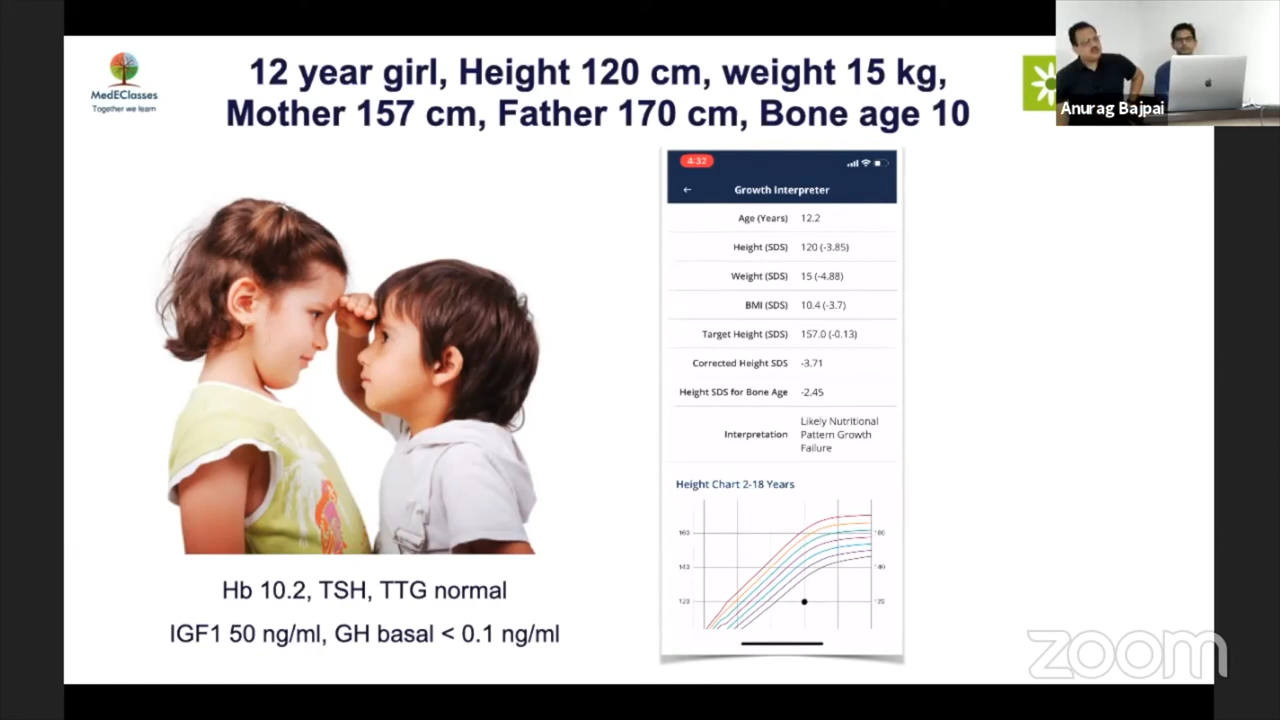 MedEClasses
Together we learn
12 year girl, Height 120 cm, weight 15 kg,
Mother 157 cm, Father 170 cm, Bone age 10
Anurag Bajpai
4:32
Growth Interpreter
Age (Years) 12.2
Height (SDS) 120 (-3.85)
Weight (SDS) 15 (-4.88)
BMI (SDS) 10.4 (-3.7)
Target Height (SDS) 157.0 (-0.13)
Corrected Height SDS -3.71
Height SDS for Bone Age -2.45
Interpretation Likely Nutritional
Pattern Growth
Failure
Height Chart 2-18 Years
160 160
140 140
120 120
Hb 10.2, TSH, TTG normal
IGF1 50 ng/ml, GH basal < 0.1 ng/ml
zoom